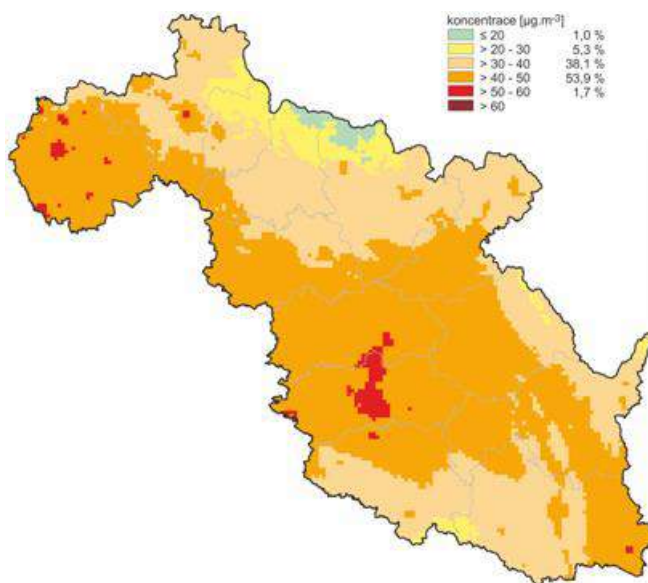 koncentrace [µg.m⁻³]
≤ 20 1,0 %
> 20 - 30 5,3 %
> 30 - 40 38,1 %
> 40 - 50 53,9 %
> 50 - 60 1,7 %
> 60